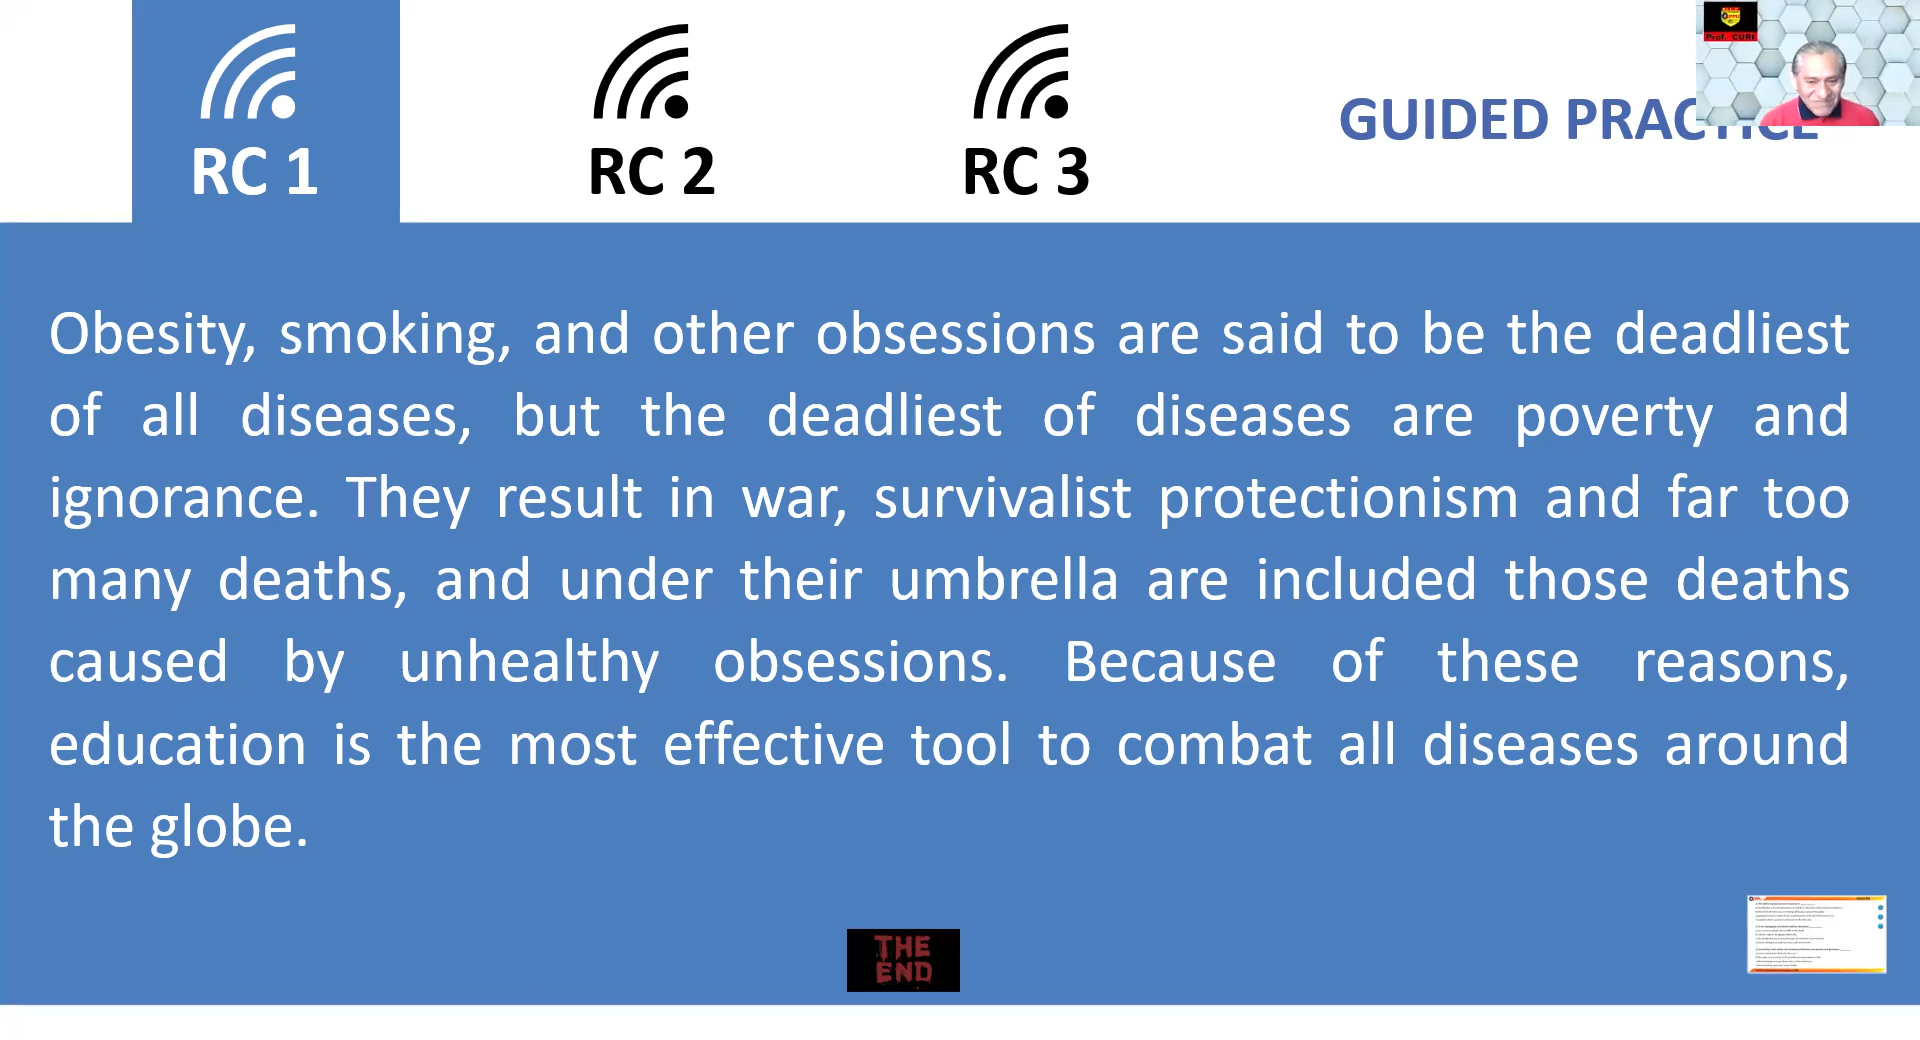 RC 1
RC 2
RC 3
GUIDED PRACTICE
Prof. CURI
Obesity, smoking, and other obsessions are said to be the deadliest
of all diseases, but the deadliest of diseases are poverty and
ignorance. They result in war, survivalist protectionism and far too
many deaths, and under their umbrella are included those deaths
caused by unhealthy obsessions. Because of these reasons,
education is the most effective tool to combat all diseases around
the globe.
THE
END